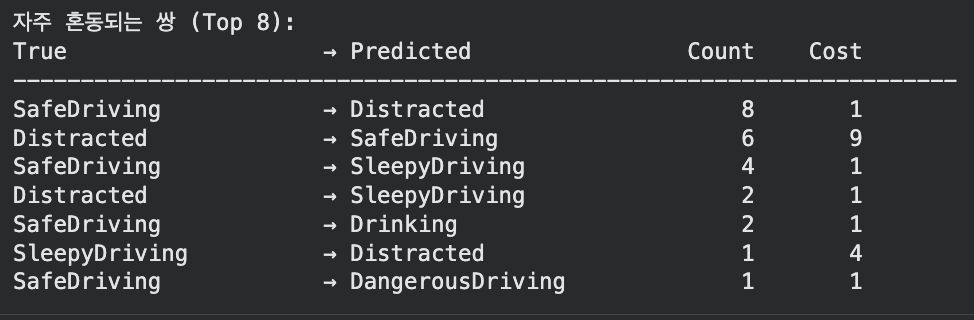 자주 혼동되는 쌍 (Top 8):
True → Predicted Count Cost
----------------------------------------------------------------------
SafeDriving → Distracted 8 1
Distracted → SafeDriving 6 9
SafeDriving → SleepyDriving 4 1
Distracted → SleepyDriving 2 1
SafeDriving → Drinking 2 1
SleepyDriving → Distracted 1 4
SafeDriving → DangerousDriving 1 1